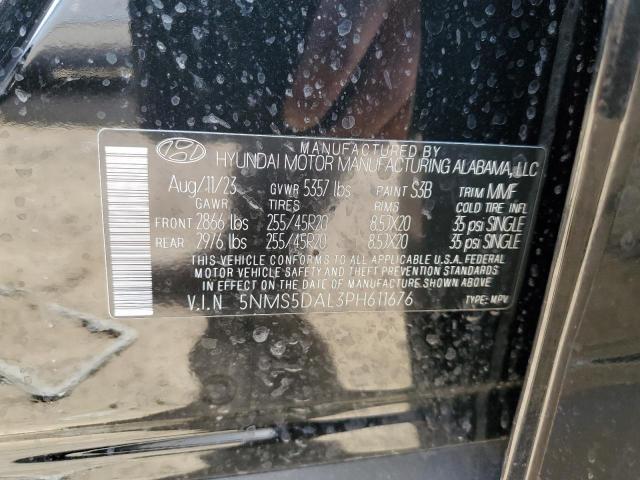 MANUFACTURED BY
HYUNDAI MOTOR MANUFACTURING ALABAMA, LLC
Aug/11/23 GVWR 5357 lbs PAINT S3B TRIM MMF
GAWR TIRES RIMS COLD TIRE INFL
FRONT 2866 lbs 255/45R20 8.5JX20 35 psi SINGLE
REAR 2976 lbs 255/45R20 8.5JX20 35 psi SINGLE
THIS VEHICLE CONFORMS TO ALL APPLICABLE U.S.A. FEDERAL
MOTOR VEHICLE SAFETY, BUMPER, AND THEFT PREVENTION STANDARDS
IN EFFECT ON THE DATE OF MANUFACTURE SHOWN ABOVE.
V.I.N 5NMS5DAL3PH611676 TYPE: MPV